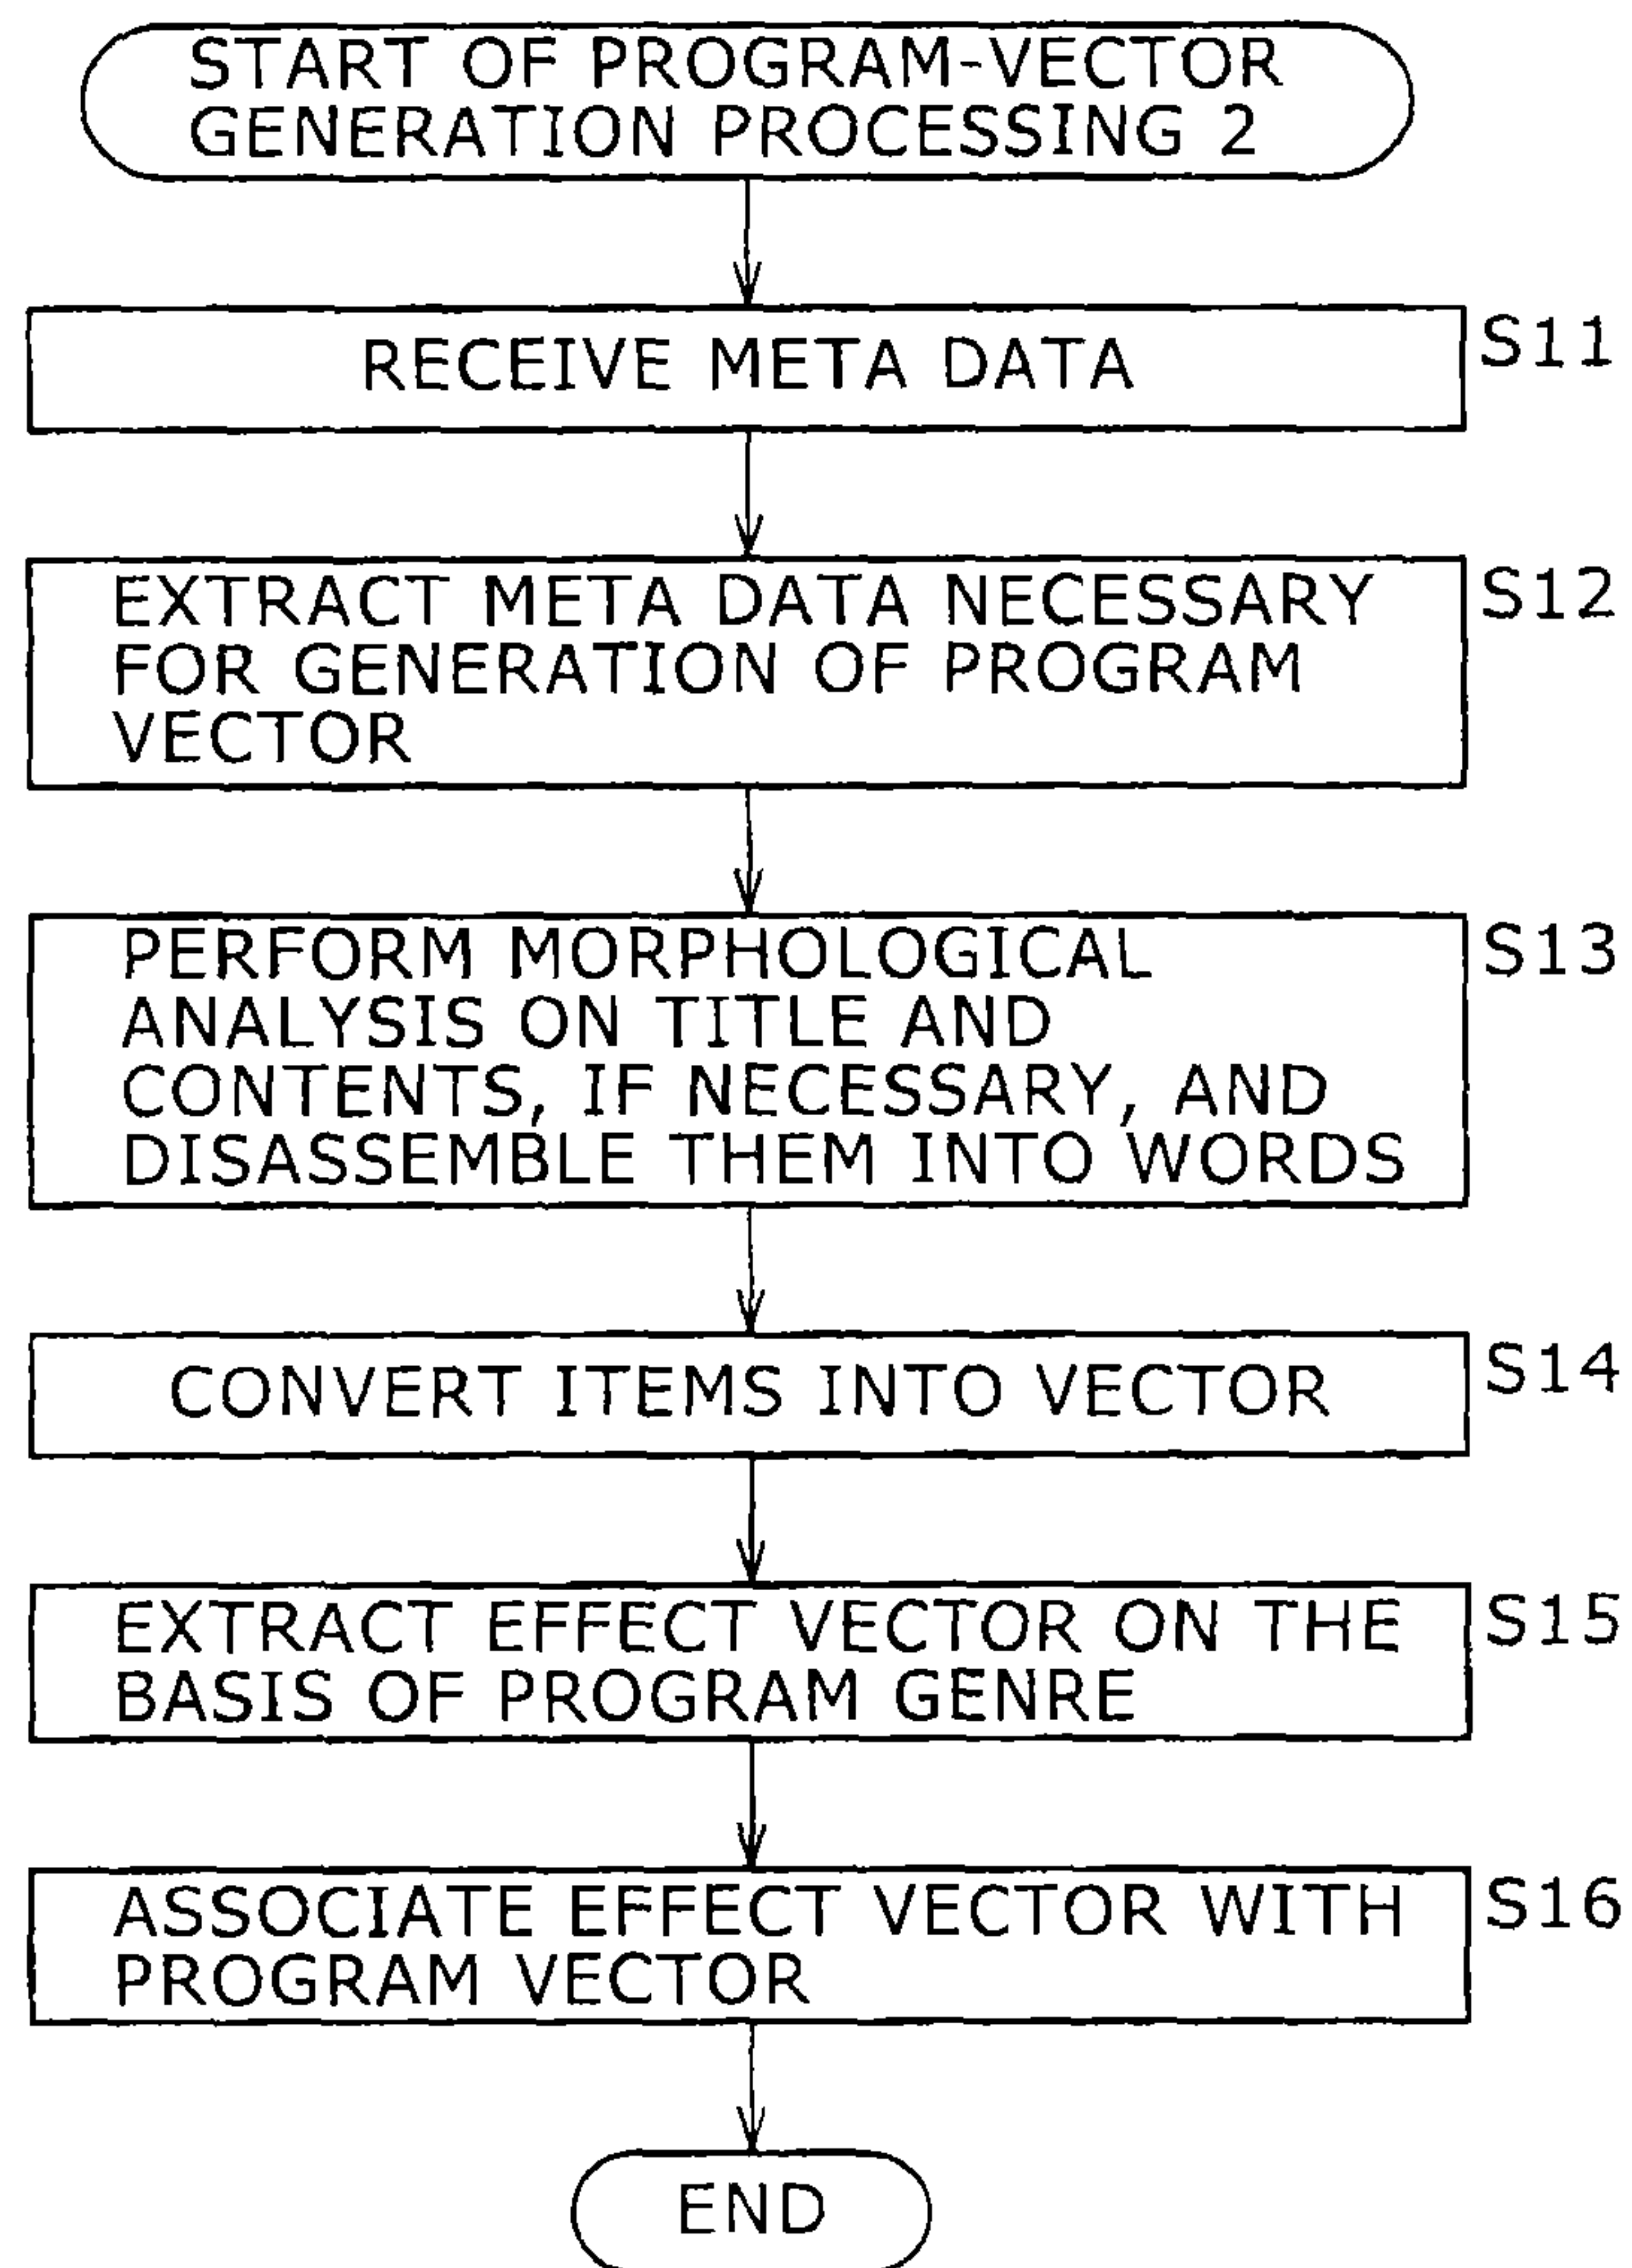 START OF PROGRAM-VECTOR
GENERATION PROCESSING 2
RECEIVE META DATA
S11
EXTRACT META DATA NECESSARY
FOR GENERATION OF PROGRAM
VECTOR
S12
PERFORM MORPHOLOGICAL
ANALYSIS ON TITLE AND
CONTENTS, IF NECESSARY, AND
DISASSEMBLE THEM INTO WORDS
S13
CONVERT ITEMS INTO VECTOR
S14
EXTRACT EFFECT VECTOR ON THE
BASIS OF PROGRAM GENRE
S15
ASSOCIATE EFFECT VECTOR WITH
PROGRAM VECTOR
S16
END